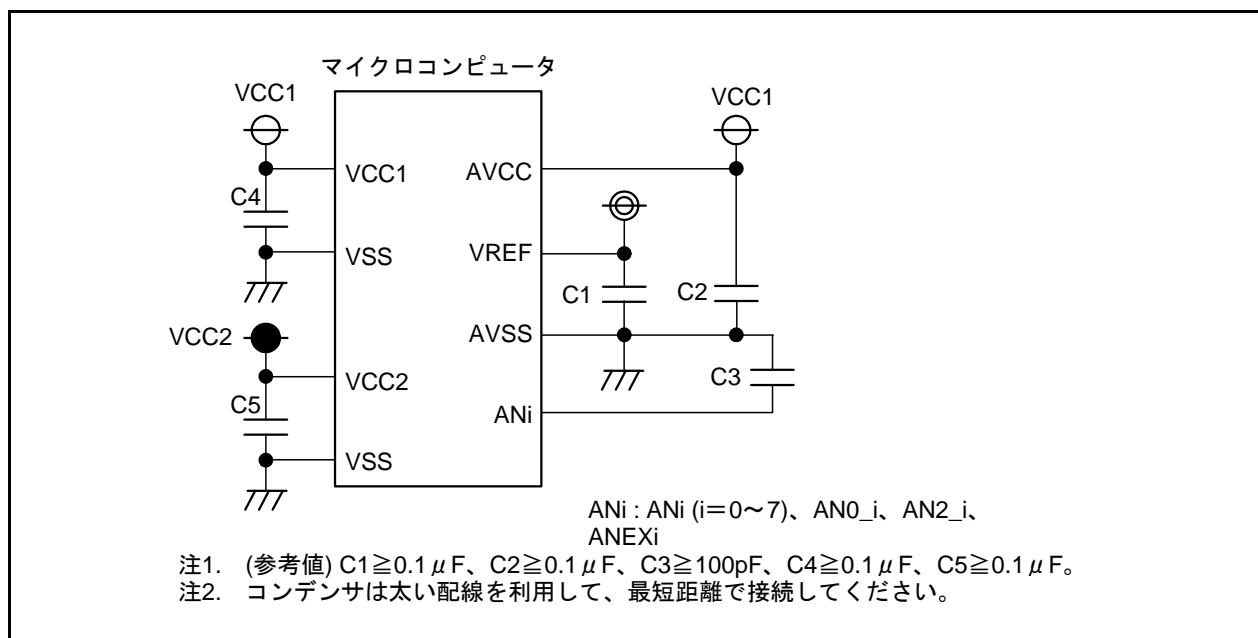 マイクロコンピュータ
VCC1
VCC1
VCC1
AVCC
C4
VSS
VREF
C1
C2
VCC2
AVSS
VCC2
C3
C5
ANi
VSS
ANi : ANi (i＝0～7)、AN0_i、AN2_i、
ANEXi
注1. (参考値) C1≧0.1μF、C2≧0.1μF、C3≧100pF、C4≧0.1μF、C5≧0.1μF。
注2. コンデンサは太い配線を利用して、最短距離で接続してください。